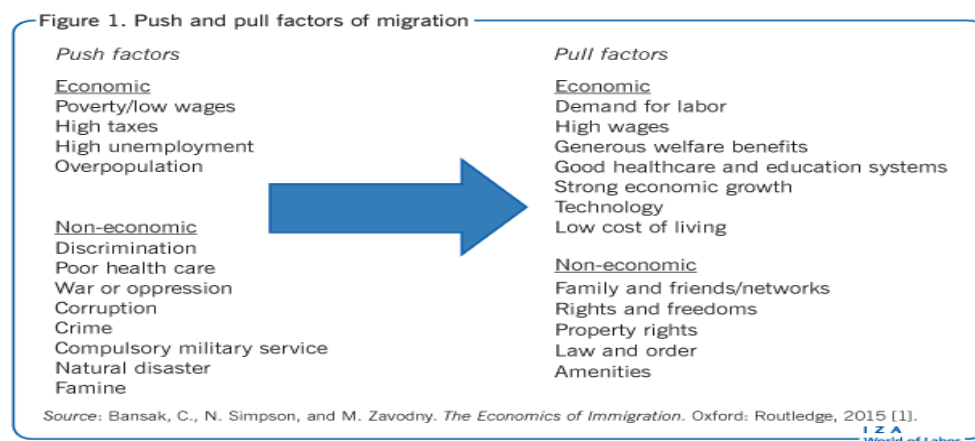 Figure 1. Push and pull factors of migration
Push factors
Economic
Poverty/low wages
High taxes
High unemployment
Overpopulation
Non-economic
Discrimination
Poor health care
War or oppression
Corruption
Crime
Compulsory military service
Natural disaster
Famine
Pull factors
Economic
Demand for labor
High wages
Generous welfare benefits
Good healthcare and education systems
Strong economic growth
Technology
Low cost of living
Non-economic
Family and friends/networks
Rights and freedoms
Property rights
Law and order
Amenities
Source: Bansak, C., N. Simpson, and M. Zavodny. The Economics of Immigration. Oxford: Routledge, 2015 [1].
I Z A
World of Labor